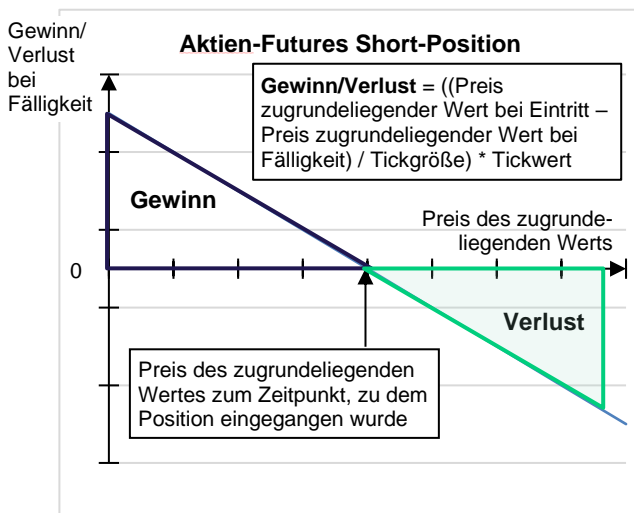 Gewinn/
Verlust
bei
Fälligkeit
Aktien-Futures Short-Position
Gewinn/Verlust = ((Preis
zugrundeliegender Wert bei Eintritt –
Preis zugrundeliegender Wert bei
Fälligkeit) / Tickgröße) * Tickwert
Gewinn
Preis des zugrunde-
liegenden Werts
0
Verlust
Preis des zugrundeliegenden
Wertes zum Zeitpunkt, zu dem
Position eingegangen wurde